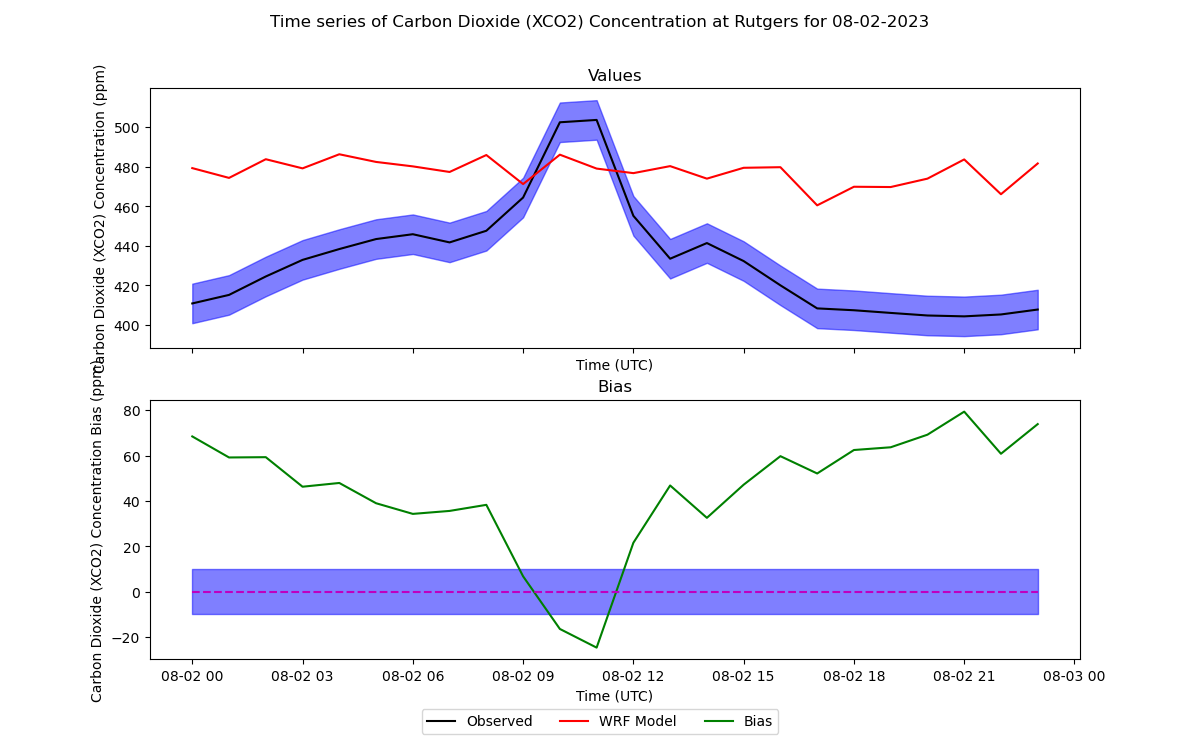 Time series of Carbon Dioxide (XCO2) Concentration at Rutgers for 08-02-2023
Values
Carbon Dioxide (XCO2) Concentration (ppm)
500
480
460
440
420
400
Time (UTC)
Bias
Carbon Dioxide (XCO2) Concentration Bias (ppm)
80
60
40
20
0
−20
08-02 00 08-02 03 08-02 06 08-02 09 08-02 12 08-02 15 08-02 18 08-02 21 08-03 00
Time (UTC)
Observed WRF Model Bias